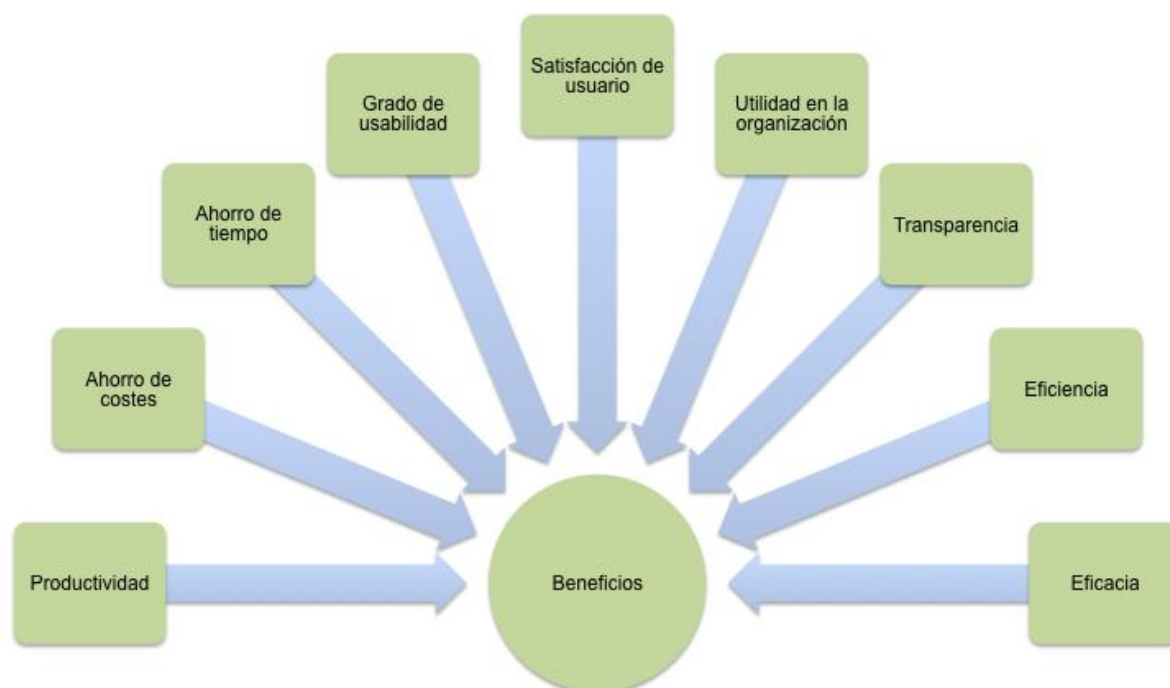 Satisfacción de
usuario
Grado de
usabilidad
Utilidad en la
organización
Ahorro de
tiempo
Transparencia
Ahorro de
costes
Eficiencia
Productividad
Beneficios
Eficacia